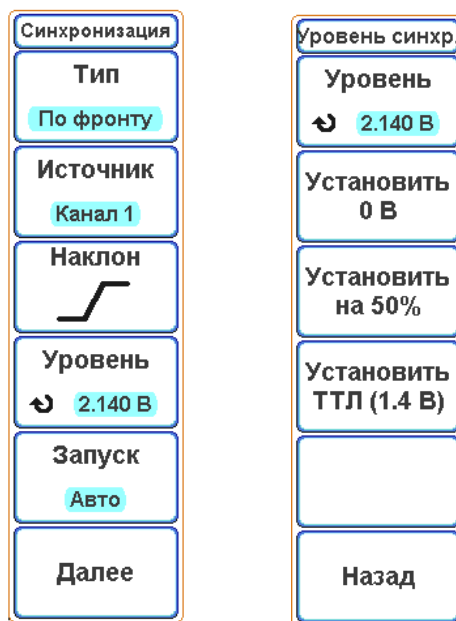 Синхронизация
Тип
По фронту
Источник
Канал 1
Наклон
Уровень
2.140 В
Запуск
Авто
Далее
Уровень синхр.
Уровень
2.140 В
Установить
0 В
Установить
на 50%
Установить
ТТЛ (1.4 В)
Назад